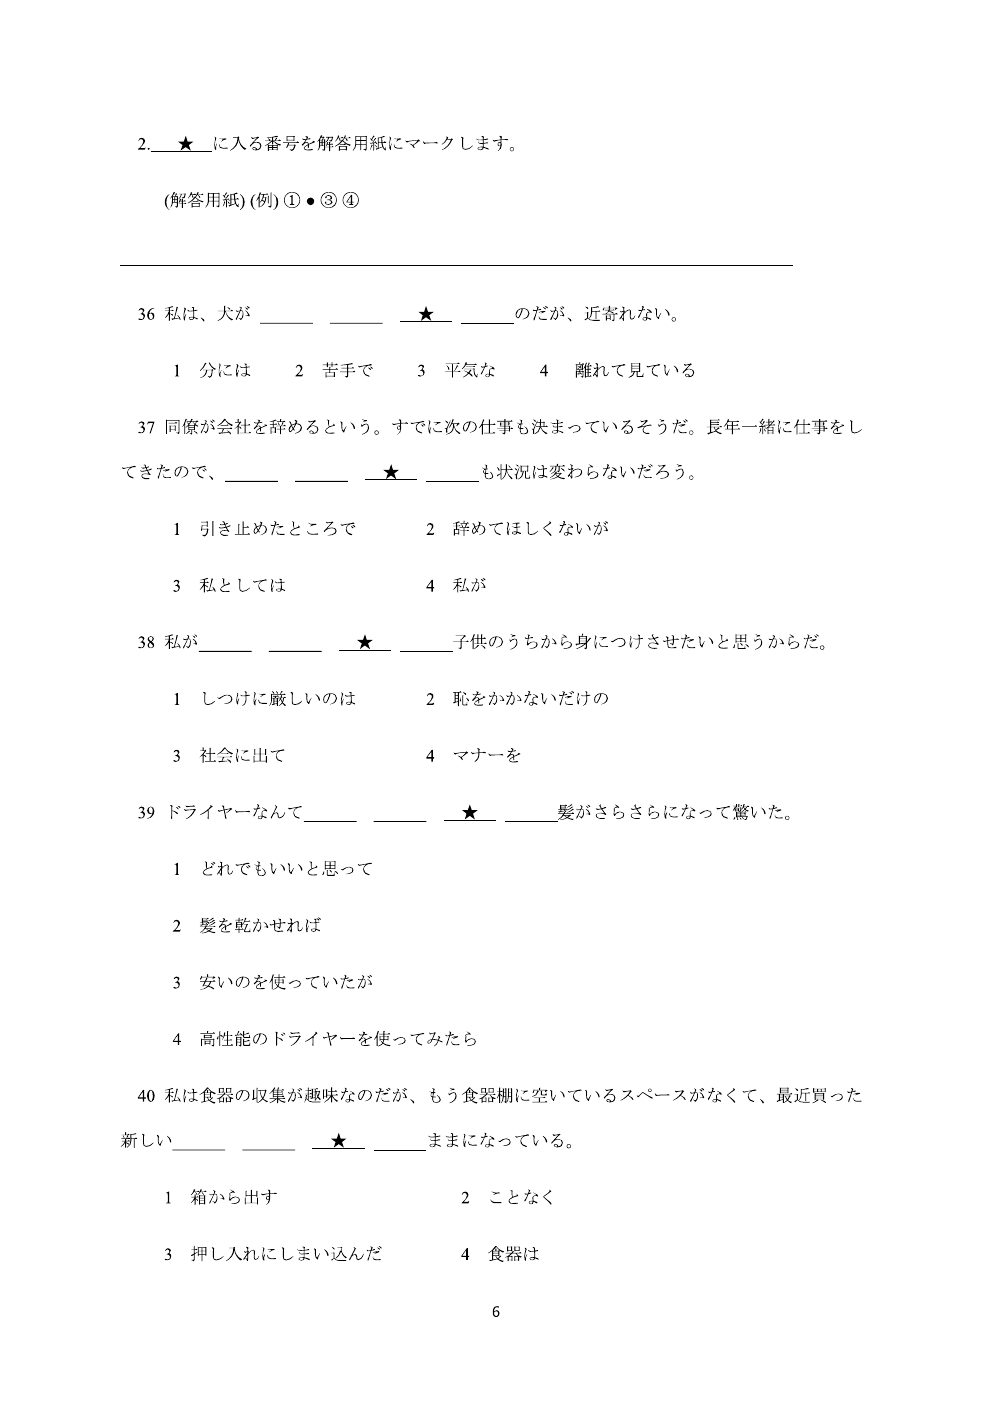 2.   ★  に入る番号を解答用紙にマークします。
(解答用紙) (例) ① ● ③ ④
36 私は、犬が ______ ______ __★__ ______のだが、近寄れない。
1 分には 2 苦手で 3 平気な 4 離れて見ている
37 同僚が会社を辞めるという。すでに次の仕事も決まっているそうだ。長年一緒に仕事をし
てきたので、______ ______ __★__ ______も状況は変わらないだろう。
1 引き止めたところで 2 辞めてほしくないが
3 私としては 4 私が
38 私が______ ______ __★__ ______子供のうちから身につけさせたいと思うからだ。
1 しつけに厳しいのは 2 恥をかかないだけの
3 社会に出て 4 マナーを
39 ドライヤーなんて______ ______ __★__ ______髪がさらさらになって驚いた。
1 どれでもいいと思って
2 髪を乾かせれば
3 安いのを使っていたが
4 高性能のドライヤーを使ってみたら
40 私は食器の収集が趣味なのだが、もう食器棚に空いているスペースがなくて、最近買った
新しい______ ______ __★__ ______ままになっている。
1 箱から出す 2 ことなく
3 押し入れにしまい込んだ 4 食器は
6